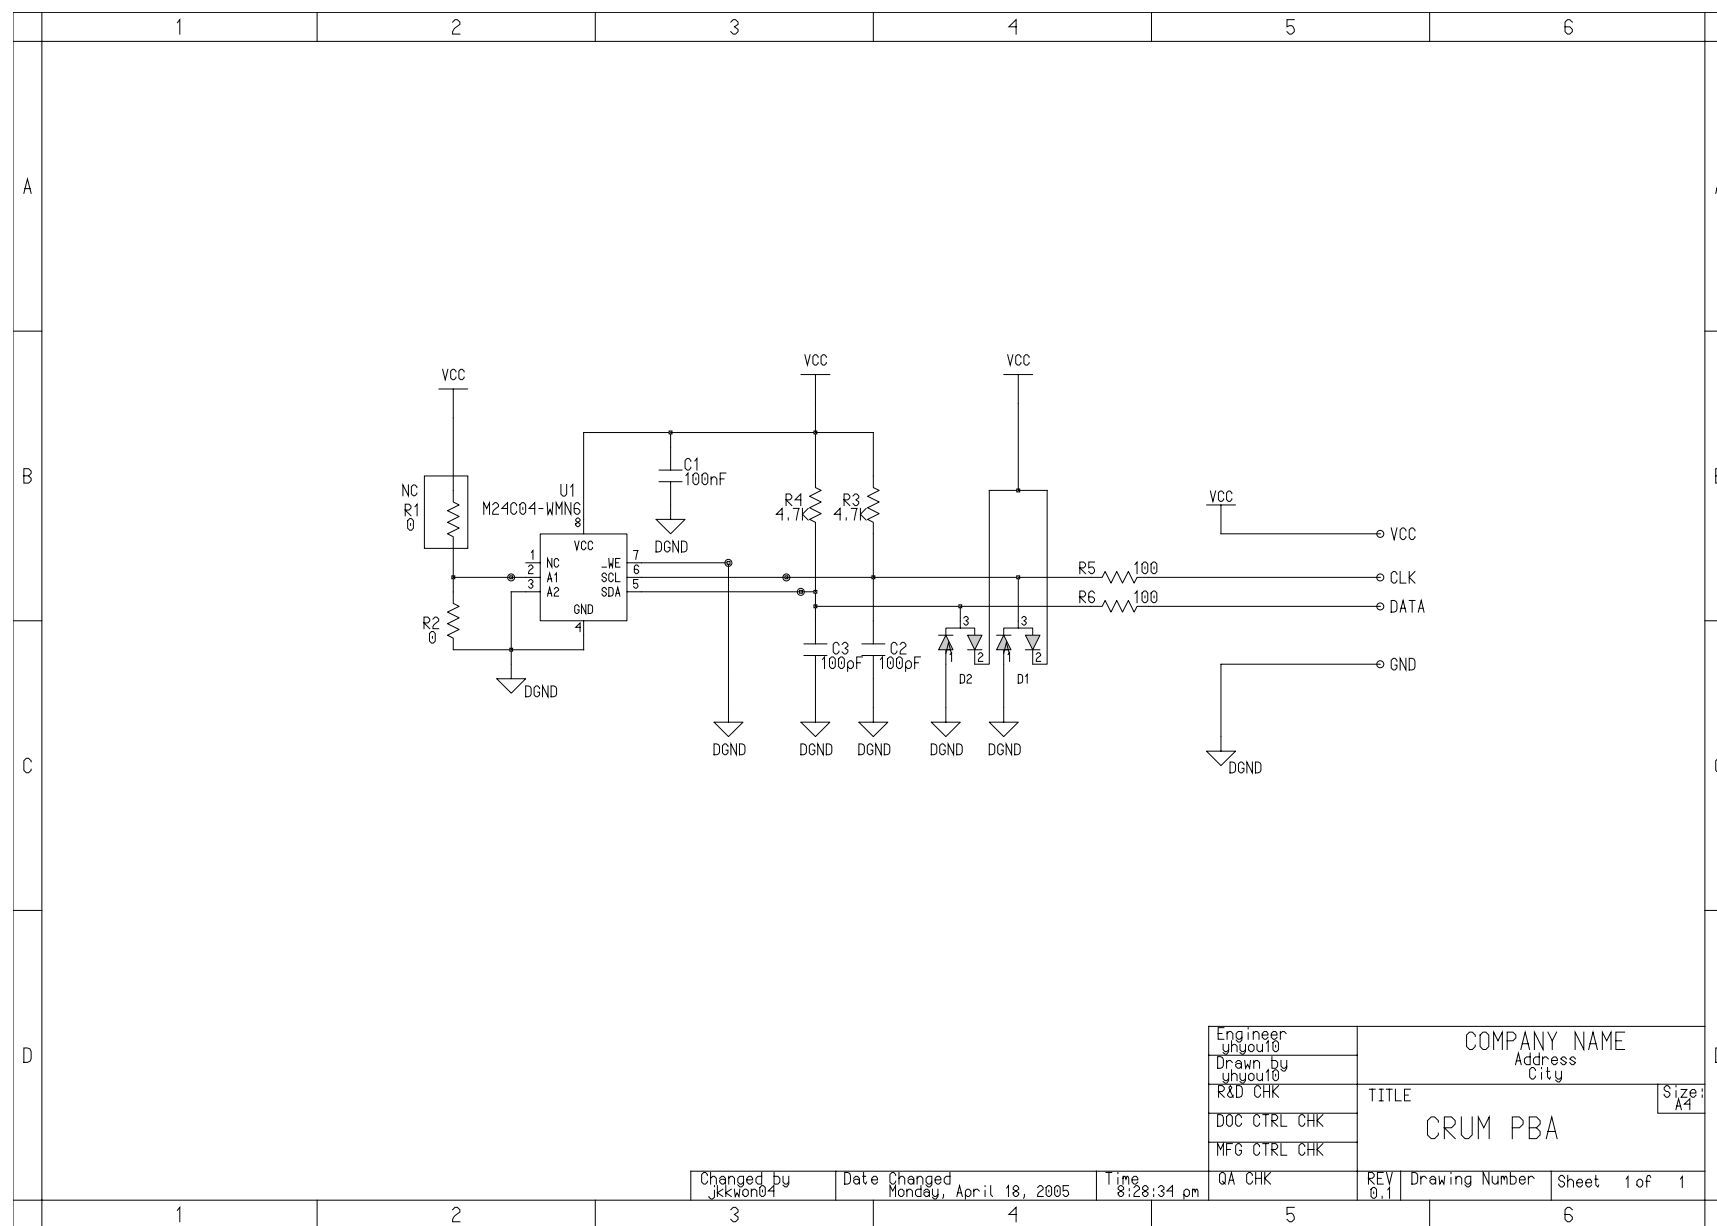 1 2 3 4 5 6
A
VCC VCC VCC
B
NC
R1
0
U1
M24C04-WMN6
8
C1
100nF
DGND
R4
4.7K
R3
4.7K
VCC
VCC
VCC
1 NC _WE 7
2 A1 SCL 6
3 A2 SDA 5
GND
4
R5 100 CLK
R6 100 DATA
R2
0
DGND
C3
100pF
C2
100pF
3 3
1 2 1 2
D2 D1
GND
DGND DGND DGND DGND DGND
DGND
C
D
Engineer
yhyou10
Drawn by
yhyou10
R&D CHK
DOC CTRL CHK
MFG CTRL CHK
QA CHK
COMPANY NAME
Address
City
TITLE
Size:
A4
CRUM PBA
Changed by
jkkwon04
Date Changed
Monday, April 18, 2005
Time
8:28:34 pm
REV
0.1
Drawing Number
Sheet 1 of 1
1 2 3 4 5 6